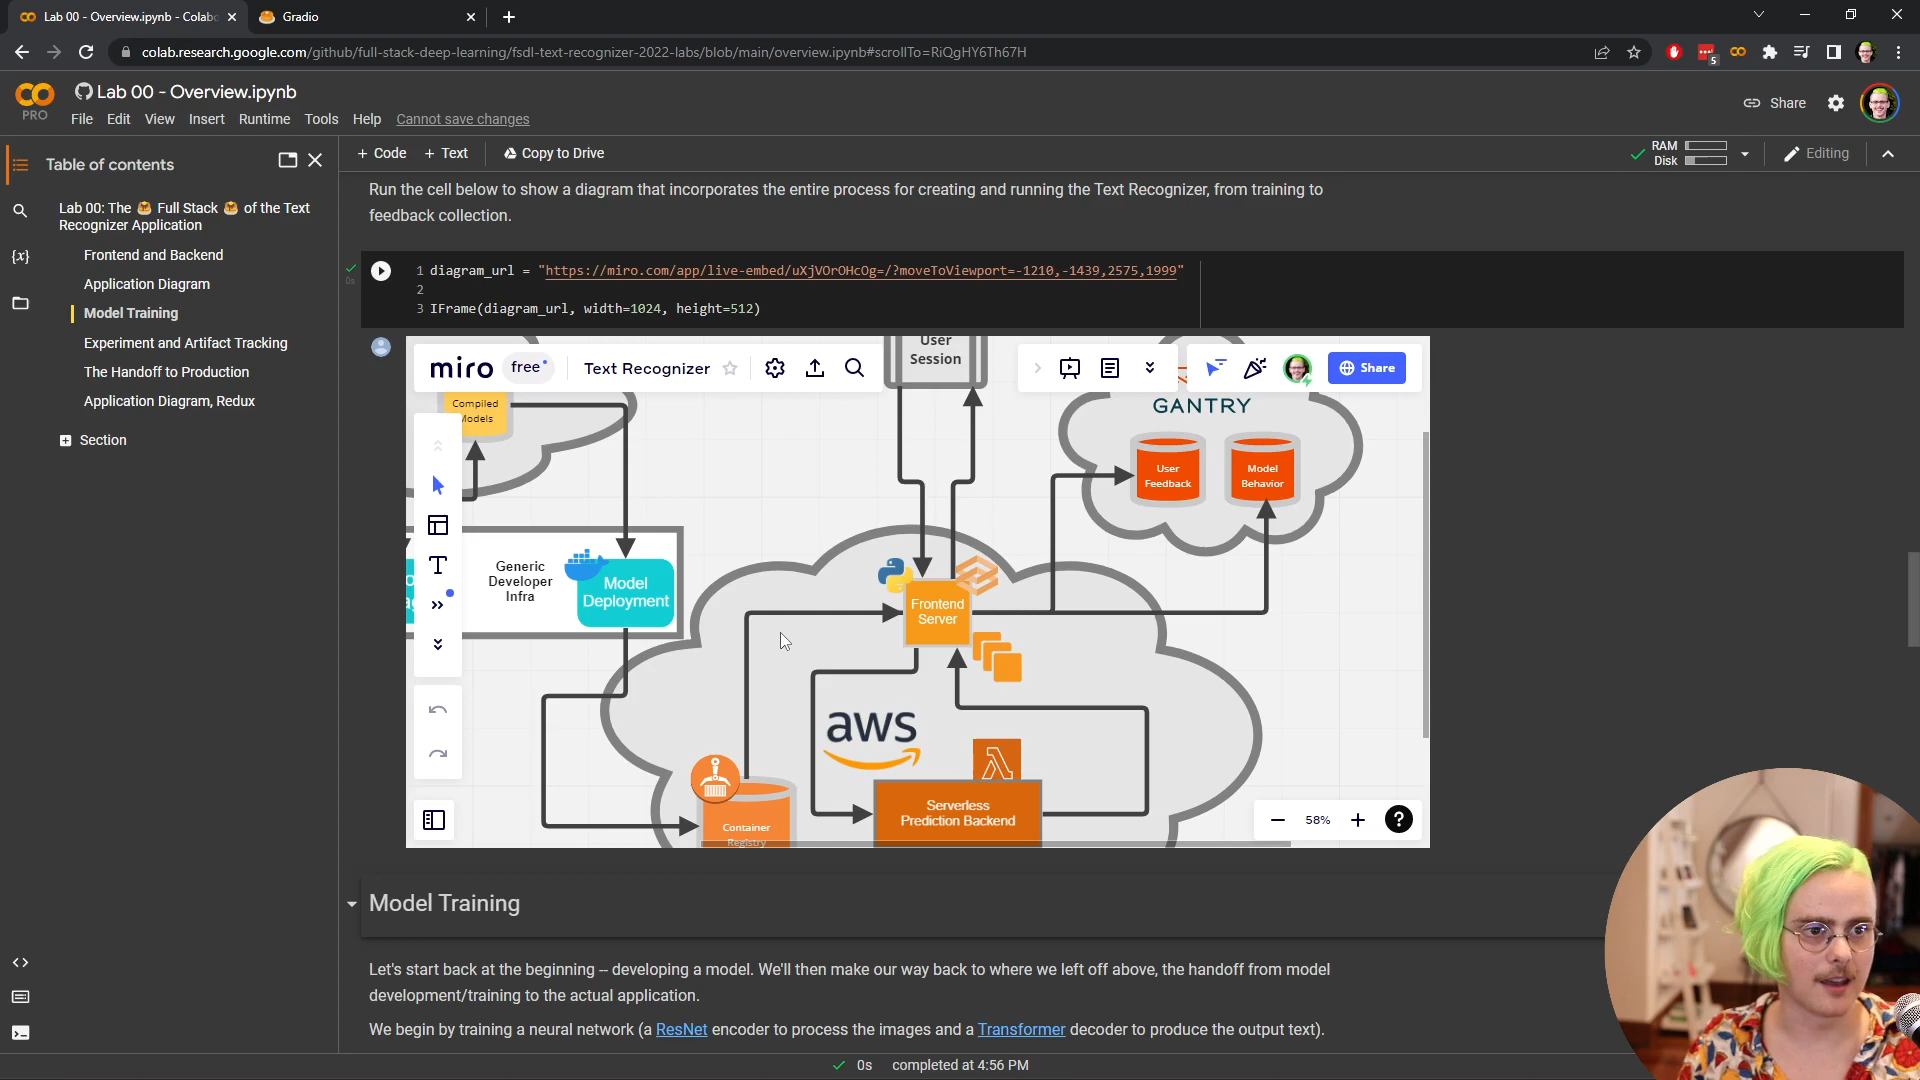 Lab 00 - Overview.ipynb - Colabo
Gradio
colab.research.google.com/github/full-stack-deep-learning/fsdl-text-recognizer-2022-labs/blob/main/overview.ipynb#scrollTo=RiQgHY6Th67H
5
PRO
Lab 00 - Overview.ipynb
File Edit View Insert Runtime Tools Help Cannot save changes
Share
Table of contents
Lab 00: The Full Stack of the Text
Recognizer Application
Frontend and Backend
Application Diagram
Model Training
Experiment and Artifact Tracking
The Handoff to Production
Application Diagram, Redux
Section
+ Code + Text Copy to Drive
RAM
Disk
Editing
Run the cell below to show a diagram that incorporates the entire process for creating and running the Text Recognizer, from training to
feedback collection.
0s
1 diagram_url = "https://miro.com/app/live-embed/uXjVOrOHcOg=/?moveToViewport=-1210,-1439,2575,1999"
2
3 IFrame(diagram_url, width=1024, height=512)
miro free Text Recognizer
Share
User
Session
Compiled
Models
GANTRY
User
Feedback
Model
Behavior
Generic
Developer
Infra
Model
Deployment
Frontend
Server
aws
Serverless
Prediction Backend
Container
Registry
58%
?
Model Training
Let's start back at the beginning -- developing a model. We'll then make our way back to where we left off above, the handoff from model
development/training to the actual application.
We begin by training a neural network (a ResNet encoder to process the images and a Transformer decoder to produce the output text).
0s completed at 4:56 PM